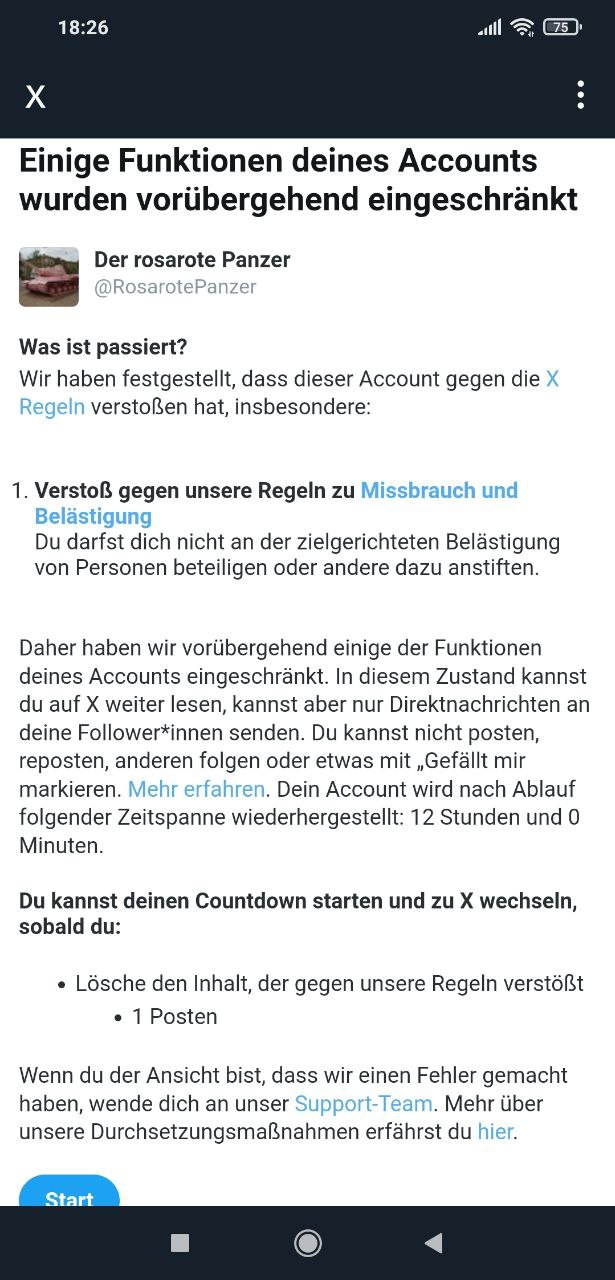 18:26
75
X
Einige Funktionen deines Accounts
wurden vorübergehend eingeschränkt
Der rosarote Panzer
@RosarotePanzer
Was ist passiert?
Wir haben festgestellt, dass dieser Account gegen die X
Regeln verstoßen hat, insbesondere:
1. Verstoß gegen unsere Regeln zu Missbrauch und
Belästigung
Du darfst dich nicht an der zielgerichteten Belästigung
von Personen beteiligen oder andere dazu anstiften.
Daher haben wir vorübergehend einige der Funktionen
deines Accounts eingeschränkt. In diesem Zustand kannst
du auf X weiter lesen, kannst aber nur Direktnachrichten an
deine Follower*innen senden. Du kannst nicht posten,
reposten, anderen folgen oder etwas mit „Gefällt mir
markieren. Mehr erfahren. Dein Account wird nach Ablauf
folgender Zeitspanne wiederhergestellt: 12 Stunden und 0
Minuten.
Du kannst deinen Countdown starten und zu X wechseln,
sobald du:
• Lösche den Inhalt, der gegen unsere Regeln verstößt
• 1 Posten
Wenn du der Ansicht bist, dass wir einen Fehler gemacht
haben, wende dich an unser Support-Team. Mehr über
unsere Durchsetzungsmaßnahmen erfährst du hier.
Start